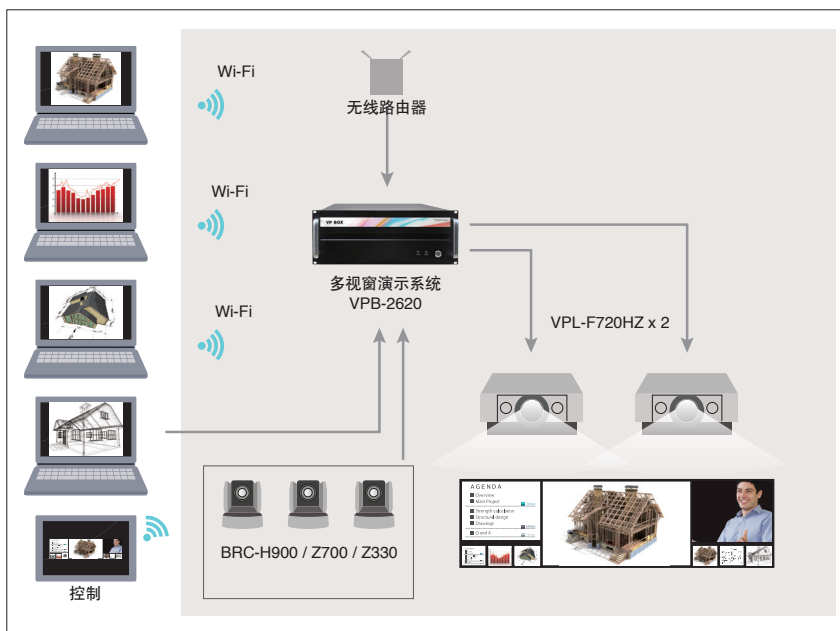 Wi-Fi
无线路由器
Wi-Fi
VP BOX
多视窗演示系统
VPB-2620
Wi-Fi
VPL-F720HZ x 2
AGENDA
Overview
Main Project
Strength calculation
Structural design
Drawings
Q and A
BRC-H900 / Z700 / Z330
控制